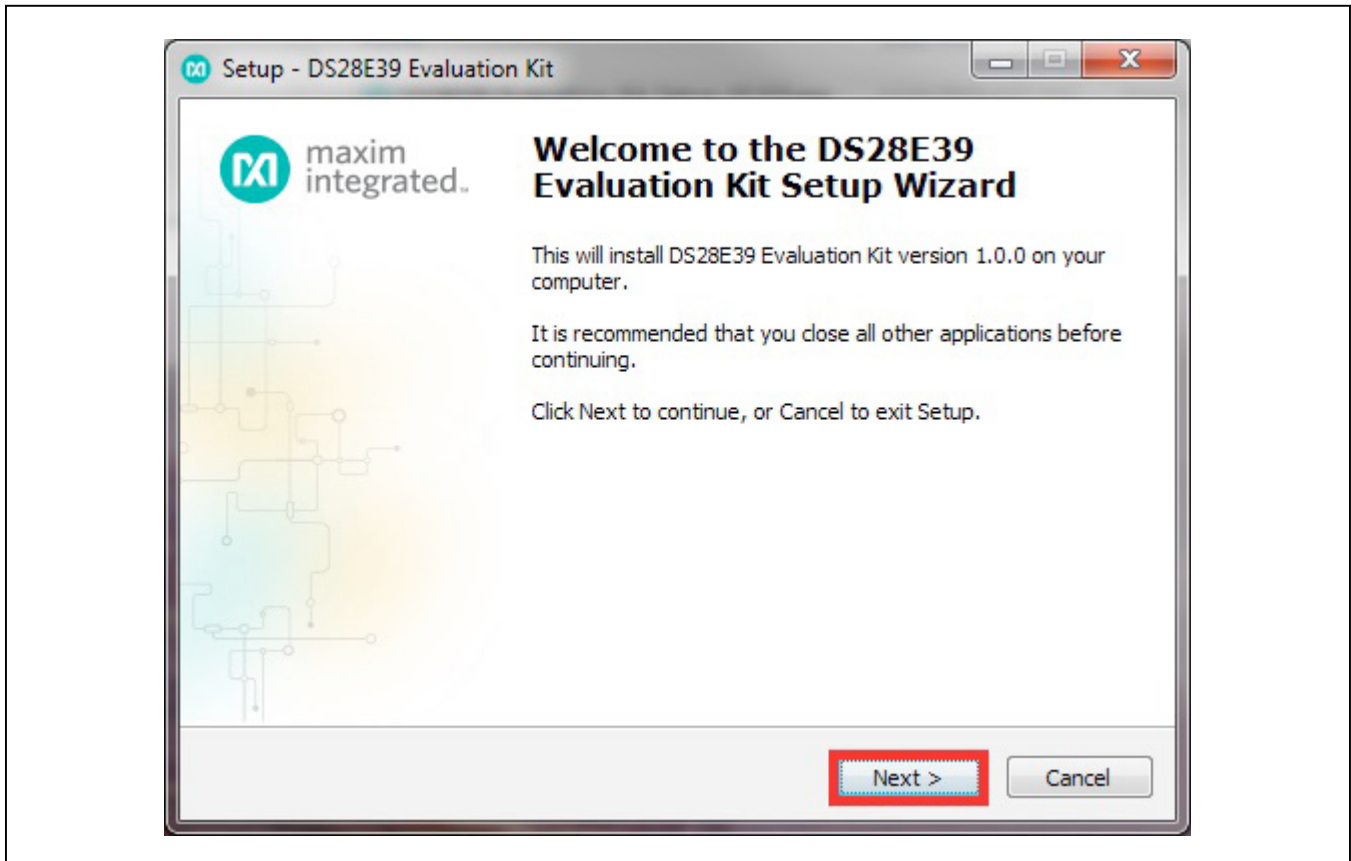 Setup - DS28E39 Evaluation Kit
maxim
integrated™
Welcome to the DS28E39
Evaluation Kit Setup Wizard
This will install DS28E39 Evaluation Kit version 1.0.0 on your
computer.
It is recommended that you close all other applications before
continuing.
Click Next to continue, or Cancel to exit Setup.
Next >
Cancel